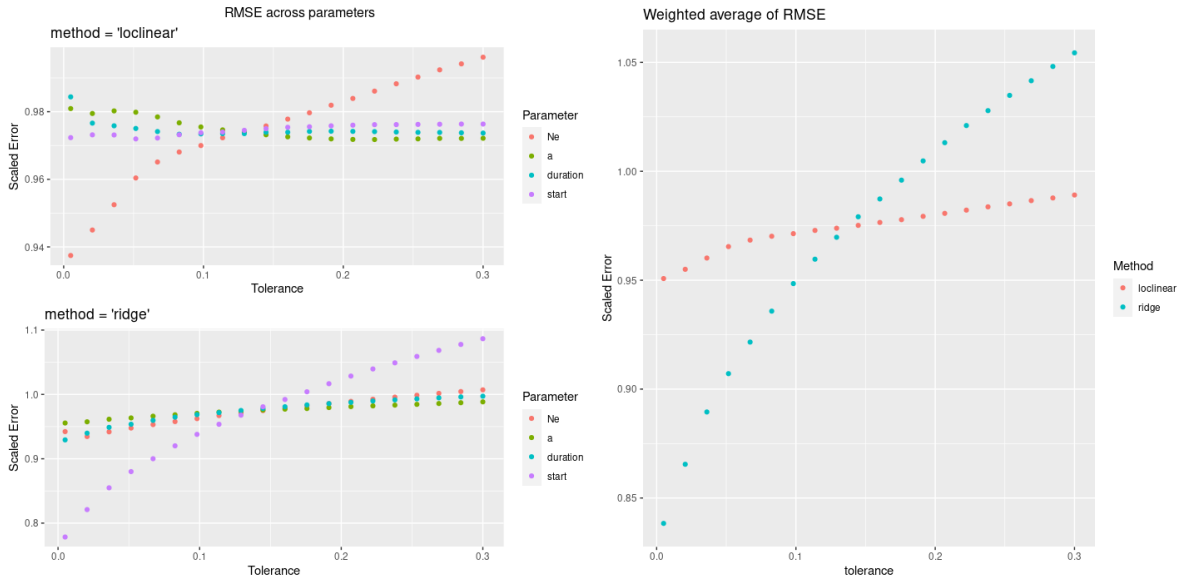 RMSE across parameters
method = 'loclinear'
0.98
0.96
0.94
Scaled Error
0.0
0.1
0.2
0.3
Tolerance
Parameter
Ne
a
duration
start
method = 'ridge'
1.1
1.0
0.9
0.8
Scaled Error
0.0
0.1
0.2
0.3
Tolerance
Parameter
Ne
a
duration
start
Weighted average of RMSE
1.05
1.00
0.95
0.90
0.85
Scaled Error
0.0
0.1
0.2
0.3
tolerance
Method
loclinear
ridge